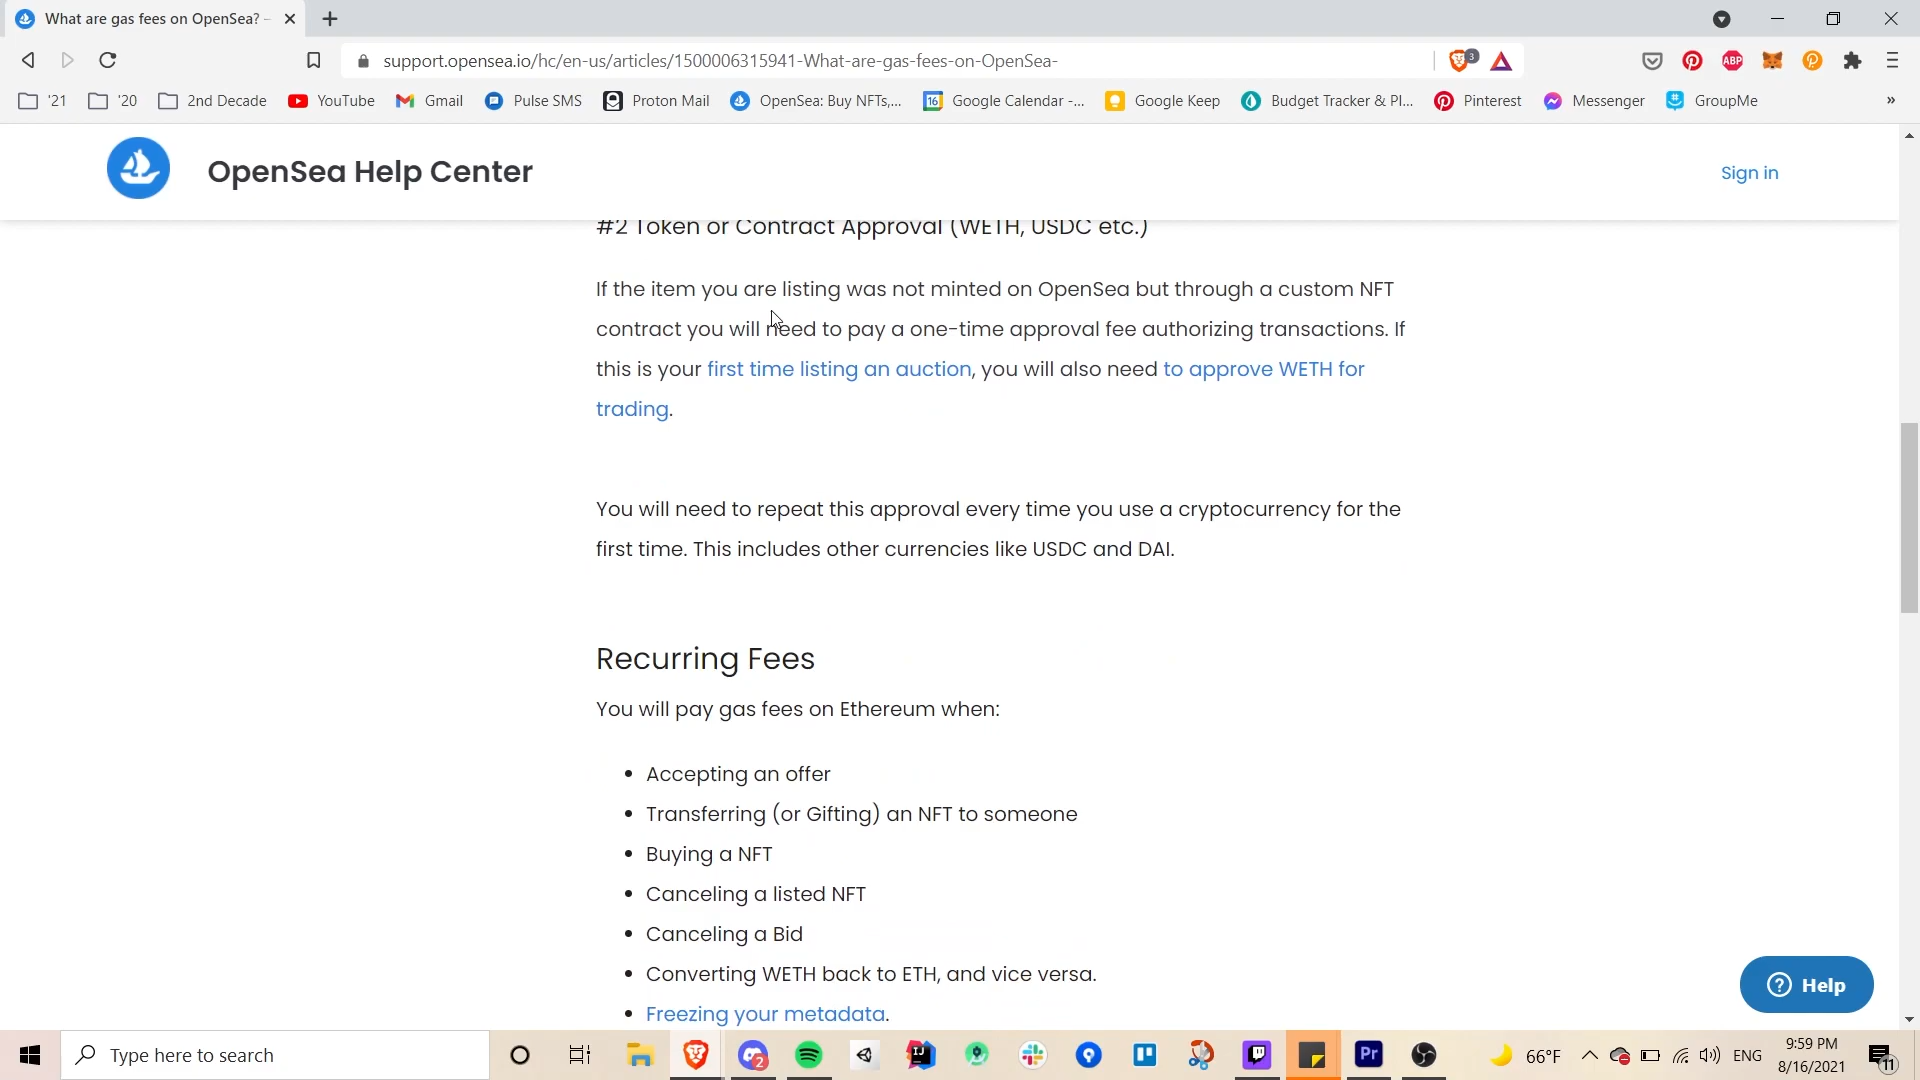 What are gas fees on OpenSea? -
support.opensea.io/hc/en-us/articles/1500006315941-What-are-gas-fees-on-OpenSea-
3
ABP
'21
'20
2nd Decade
YouTube
Gmail
Pulse SMS
Proton Mail
OpenSea: Buy NFTs,...
16
Google Calendar -...
Google Keep
Budget Tracker & Pl...
Pinterest
Messenger
GroupMe
»
OpenSea Help Center
Sign in
#2 Token or Contract Approval (WETH, USDC etc.)
If the item you are listing was not minted on OpenSea but through a custom NFT
contract you will need to pay a one-time approval fee authorizing transactions. If
this is your first time listing an auction, you will also need to approve WETH for
trading.
You will need to repeat this approval every time you use a cryptocurrency for the
first time. This includes other currencies like USDC and DAI.
Recurring Fees
You will pay gas fees on Ethereum when:
• Accepting an offer
• Transferring (or Gifting) an NFT to someone
• Buying a NFT
• Canceling a listed NFT
• Canceling a Bid
• Converting WETH back to ETH, and vice versa.
• Freezing your metadata.
? Help
Type here to search
2
IJ
Pr
66°F
ENG
9:59 PM
8/16/2021
11